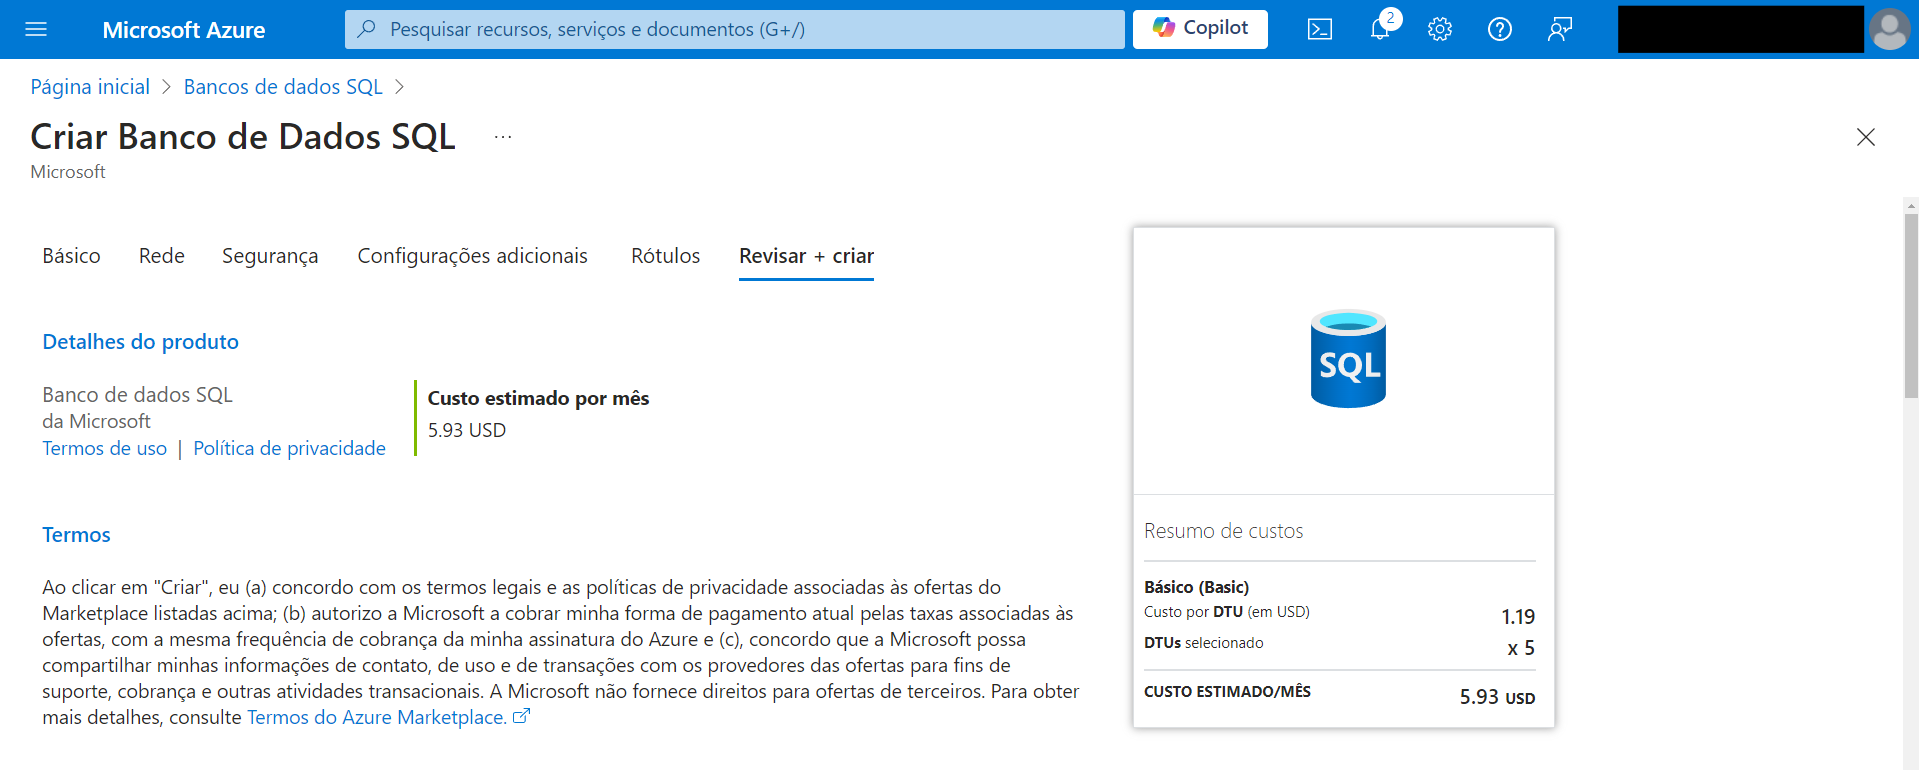 Microsoft Azure
Pesquisar recursos, serviços e documentos (G+/)
Copilot
2
Página inicial > Bancos de dados SQL >
Criar Banco de Dados SQL ...
Microsoft
Básico Rede Segurança Configurações adicionais Rótulos Revisar + criar
Detalhes do produto
Banco de dados SQL
da Microsoft
Termos de uso | Política de privacidade
Custo estimado por mês
5.93 USD
Termos
Ao clicar em "Criar", eu (a) concordo com os termos legais e as políticas de privacidade associadas às ofertas do
Marketplace listadas acima; (b) autorizo a Microsoft a cobrar minha forma de pagamento atual pelas taxas associadas às
ofertas, com a mesma frequência de cobrança da minha assinatura do Azure e (c), concordo que a Microsoft possa
compartilhar minhas informações de contato, de uso e de transações com os provedores das ofertas para fins de
suporte, cobrança e outras atividades transacionais. A Microsoft não fornece direitos para ofertas de terceiros. Para obter
mais detalhes, consulte Termos do Azure Marketplace.
SQL
Resumo de custos
Básico (Basic)
Custo por DTU (em USD) 1.19
DTUs selecionado x 5
CUSTO ESTIMADO/MÊS 5.93 USD